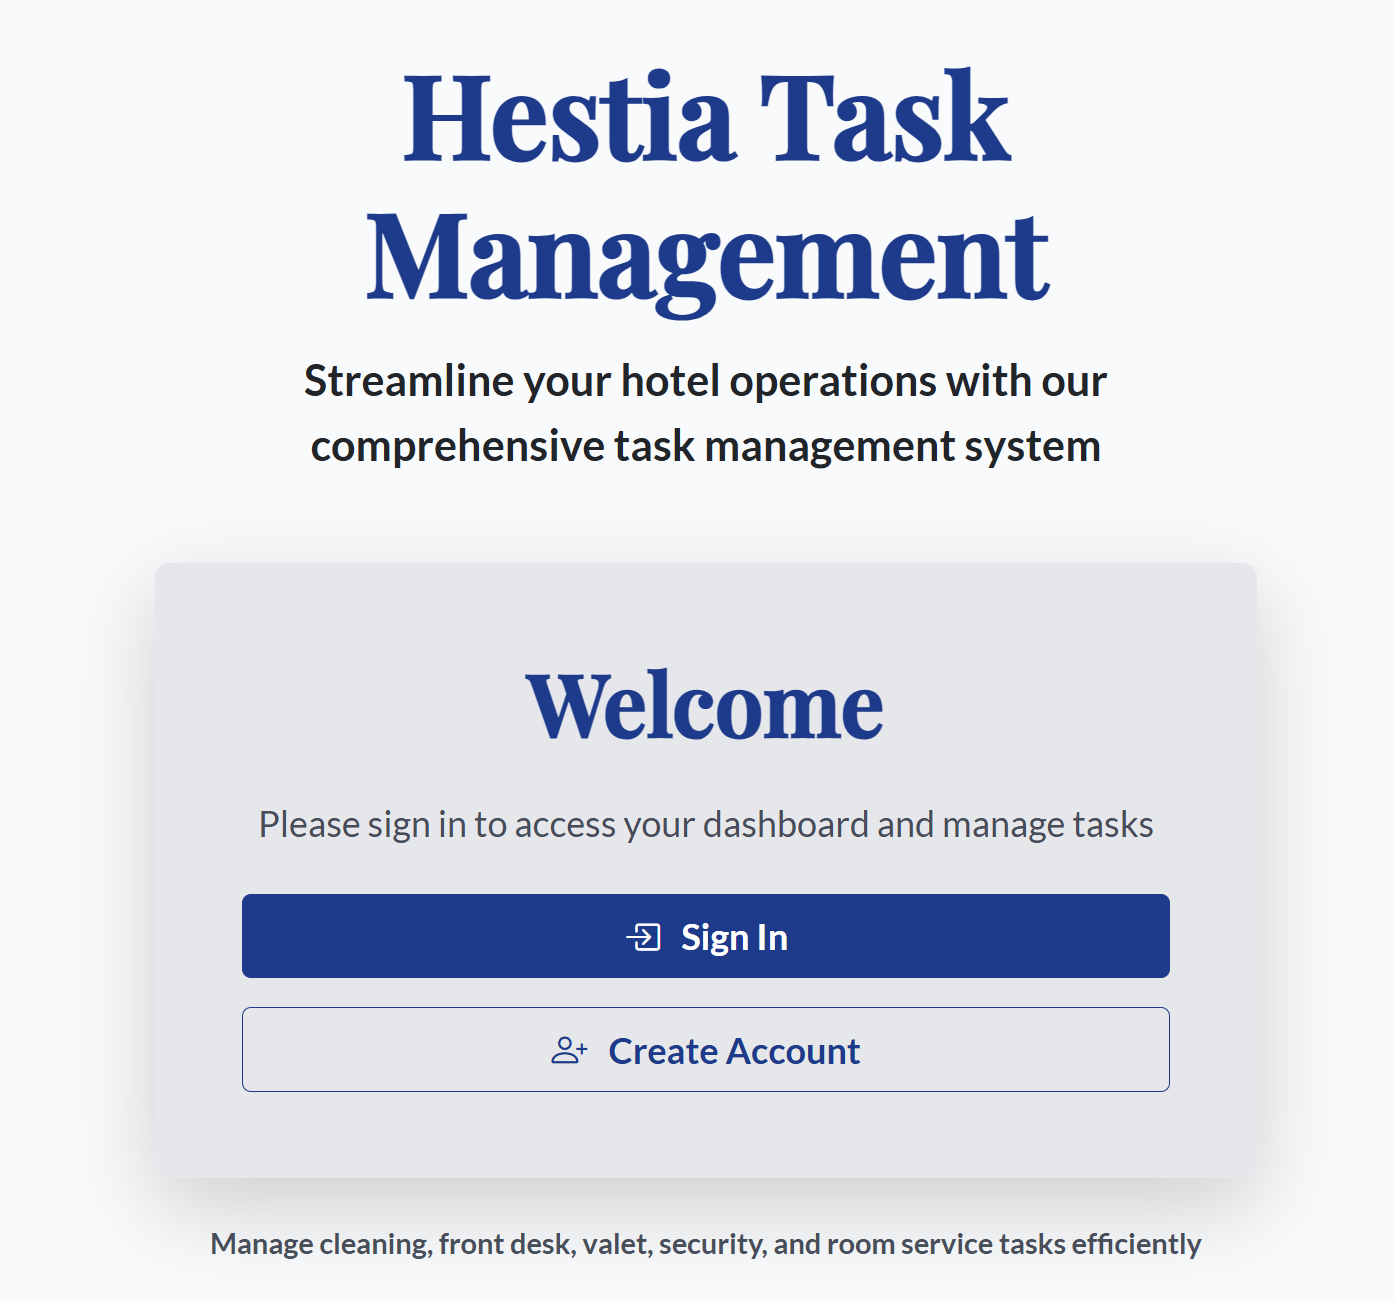 Hestia Task
Management
Streamline your hotel operations with our
comprehensive task management system
Welcome
Please sign in to access your dashboard and manage tasks
Sign In
Create Account
Manage cleaning, front desk, valet, security, and room service tasks efficiently